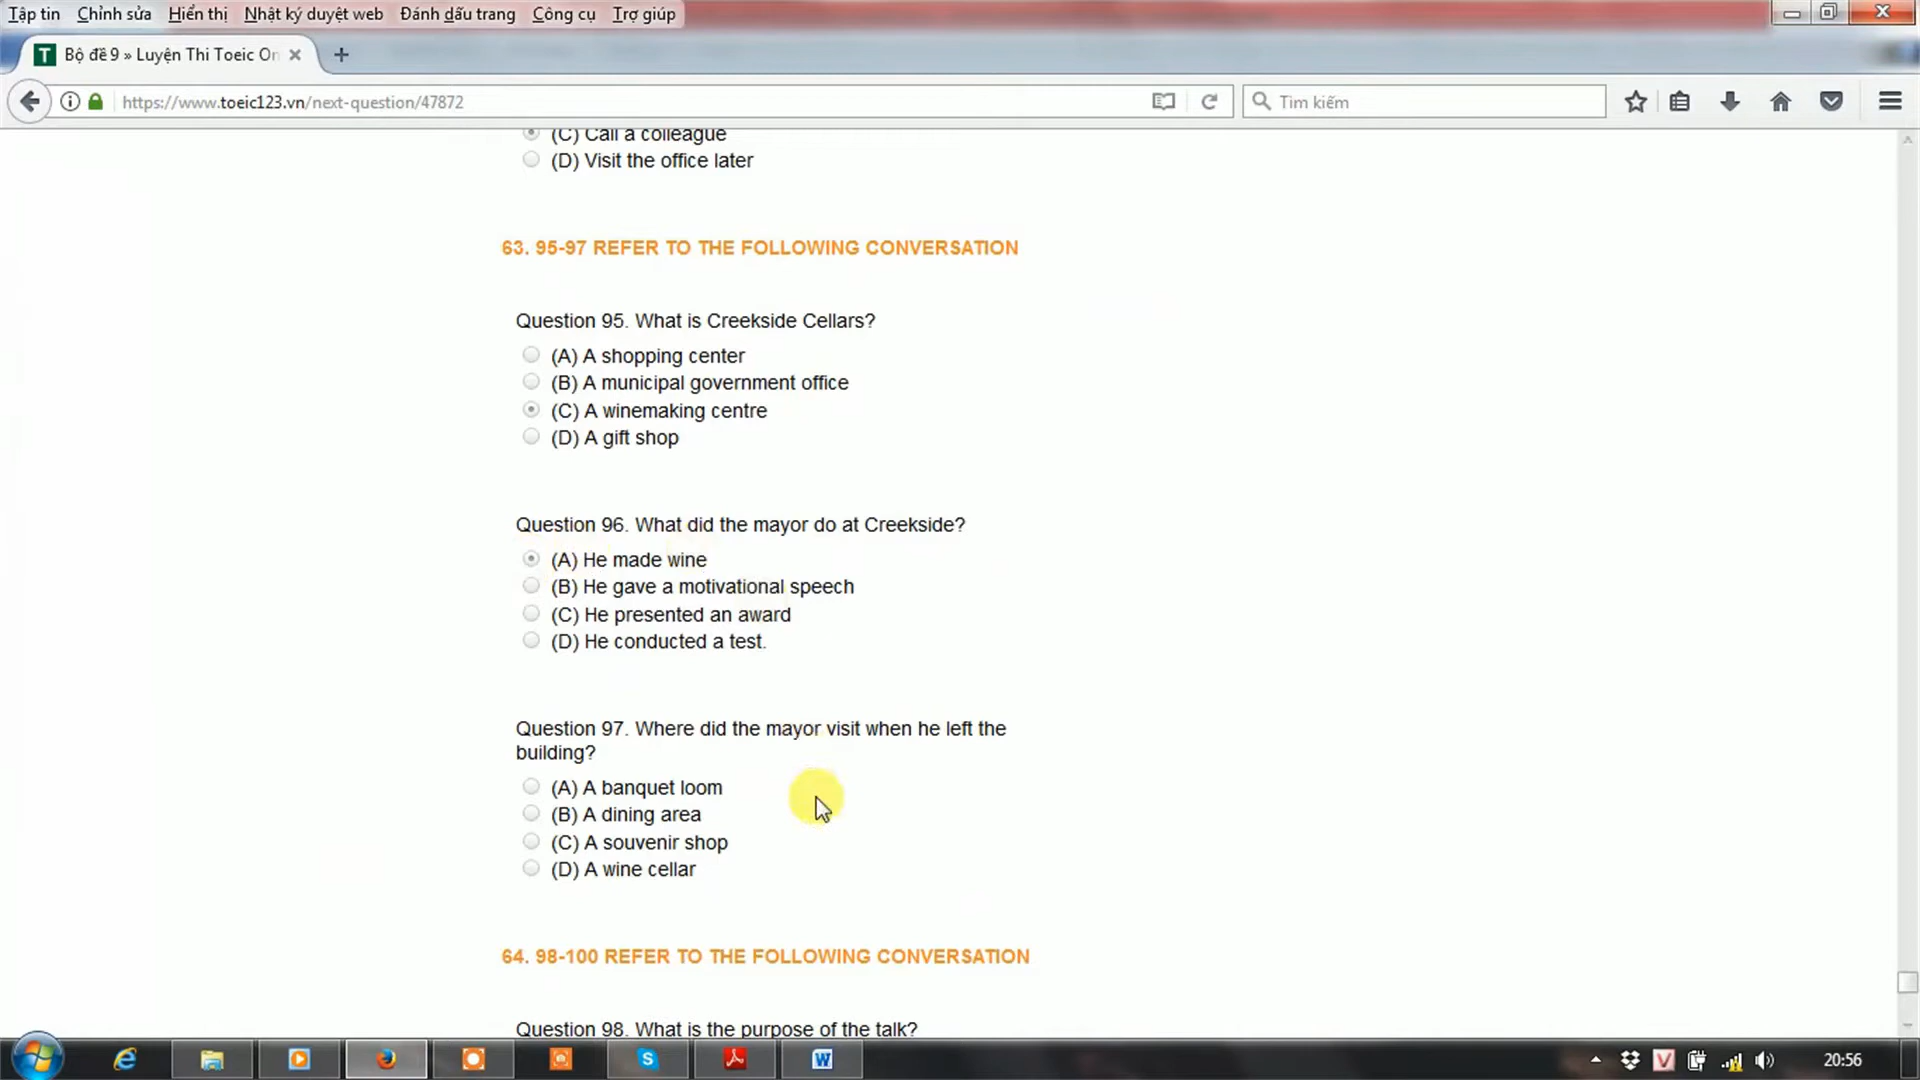 Tập tin Chỉnh sửa Hiển thị Nhật ký duyệt web Đánh dấu trang Công cụ Trợ giúp
T Bộ đề 9 » Luyện Thi Toeic On
https://www.toeic123.vn/next-question/47872 Tìm kiếm
(C) Call a colleague
(D) Visit the office later
63. 95-97 REFER TO THE FOLLOWING CONVERSATION
Question 95. What is Creekside Cellars?
(A) A shopping center
(B) A municipal government office
(C) A winemaking centre
(D) A gift shop
Question 96. What did the mayor do at Creekside?
(A) He made wine
(B) He gave a motivational speech
(C) He presented an award
(D) He conducted a test.
Question 97. Where did the mayor visit when he left the
building?
(A) A banquet loom
(B) A dining area
(C) A souvenir shop
(D) A wine cellar
64. 98-100 REFER TO THE FOLLOWING CONVERSATION
Question 98. What is the purpose of the talk?
20:56